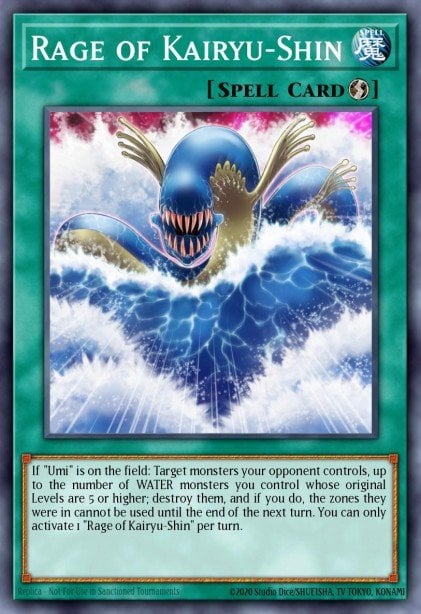 Rage of Kairyu-Shin
SPELL
魔
[Spell Card]
If "Umi" is on the field: Target monsters your opponent controls, up
to the number of WATER monsters you control whose original
Levels are 5 or higher; destroy them, and if you do, the zones they
were in cannot be used until the end of the next turn. You can only
activate 1 "Rage of Kairyu-Shin" per turn.
Replica - Not For Use in Sanctioned Tournaments
©2020 Studio Dice/SHUEISHA, TV TOKYO, KONAMI